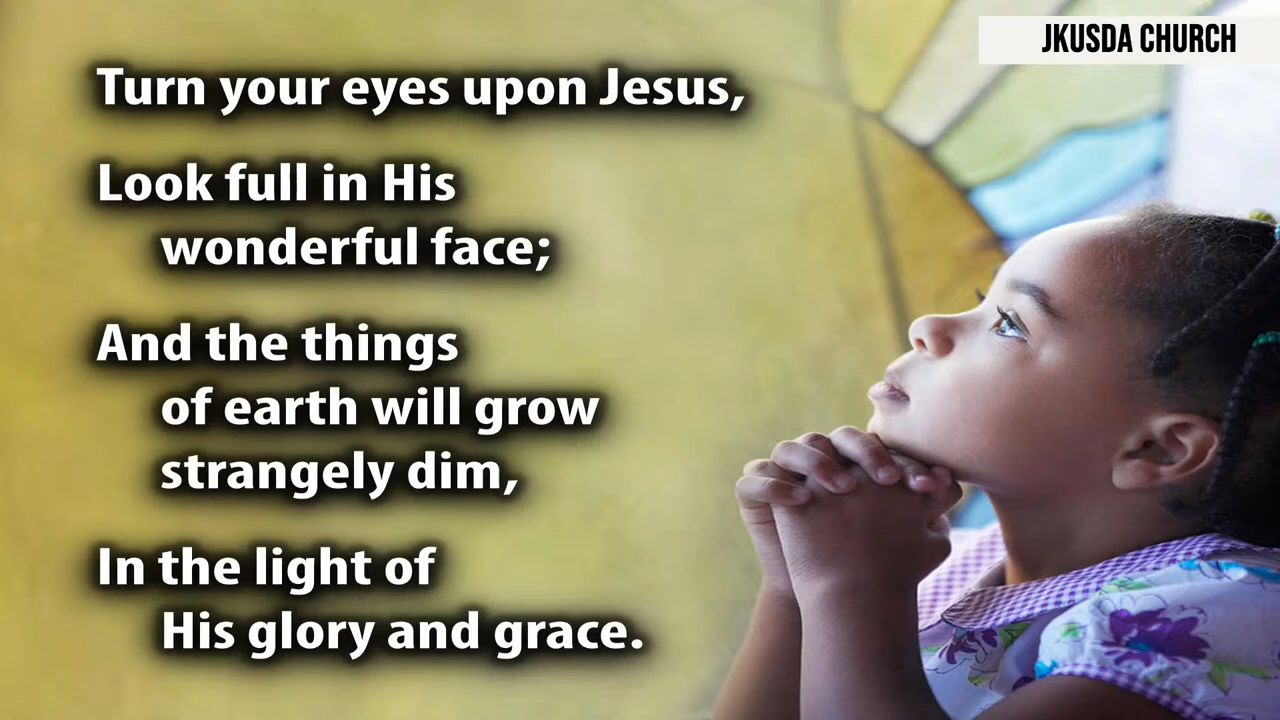 JKUSDA CHURCH
Turn your eyes upon Jesus,
Look full in His
wonderful face;
And the things
of earth will grow
strangely dim,
In the light of
His glory and grace.